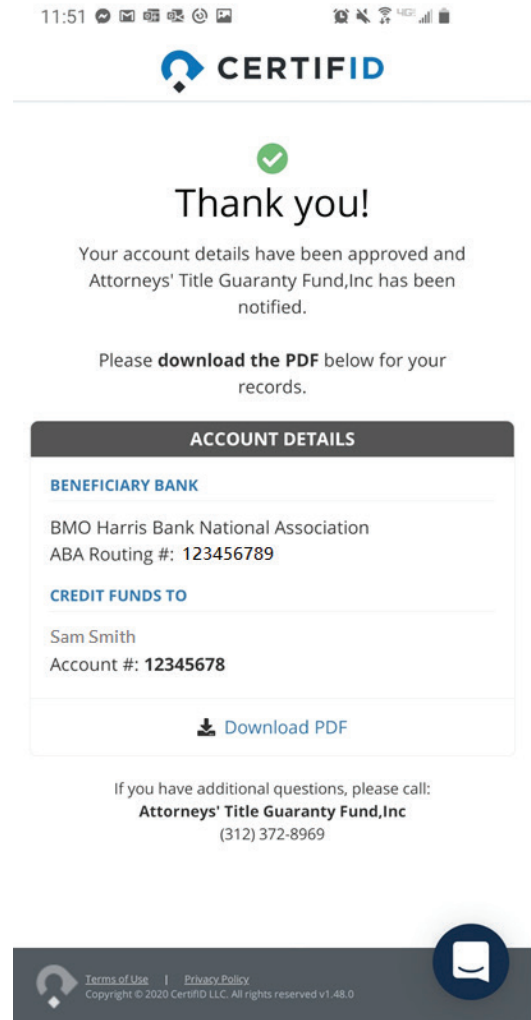 11:51
4GE
CERTIFID
Thank you!
Your account details have been approved and
Attorneys' Title Guaranty Fund,Inc has been
notified.
Please download the PDF below for your
records.
ACCOUNT DETAILS
BENEFICIARY BANK
BMO Harris Bank National Association
ABA Routing #: 123456789
CREDIT FUNDS TO
Sam Smith
Account #: 12345678
Download PDF
If you have additional questions, please call:
Attorneys' Title Guaranty Fund,Inc
(312) 372-8969
Terms of Use | Privacy Policy
Copyright © 2020 CertifID LLC. All rights reserved v1.48.0